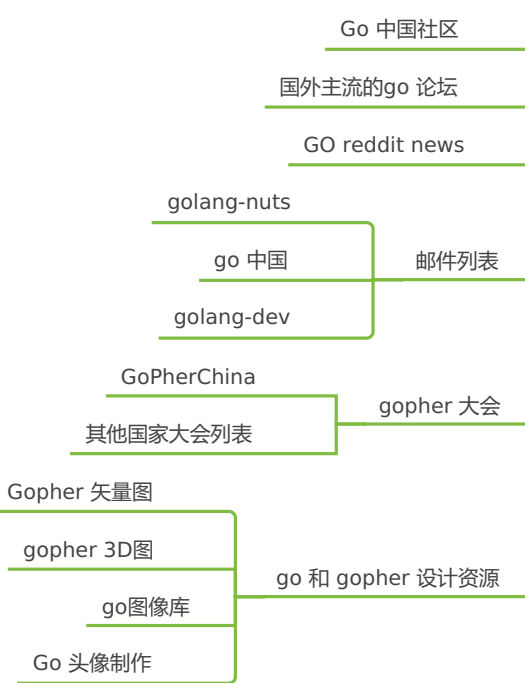 Go 中国社区
国外主流的go 论坛
GO reddit news
golang-nuts
go 中国
邮件列表
golang-dev
GoPherChina
gopher 大会
其他国家大会列表
Gopher 矢量图
gopher 3D图
go 和 gopher 设计资源
go图像库
Go 头像制作